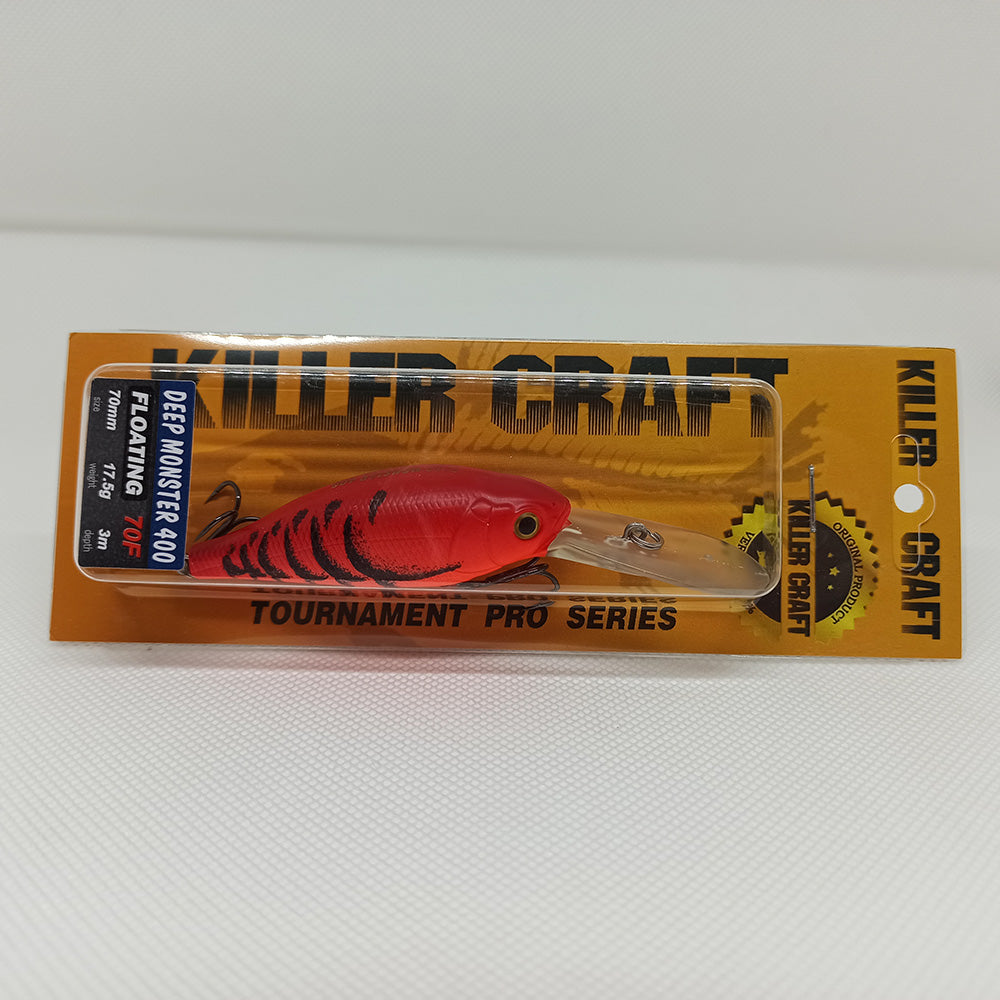 KILLER CRAFT
DEEP MONSTER 400
FLOATING 70F
size weight depth
70mm 17.5g 3m
TOURNAMENT PRO SERIES
ORIGINAL PRODUCT
KILLER CRAFT
KILLER CRAFT